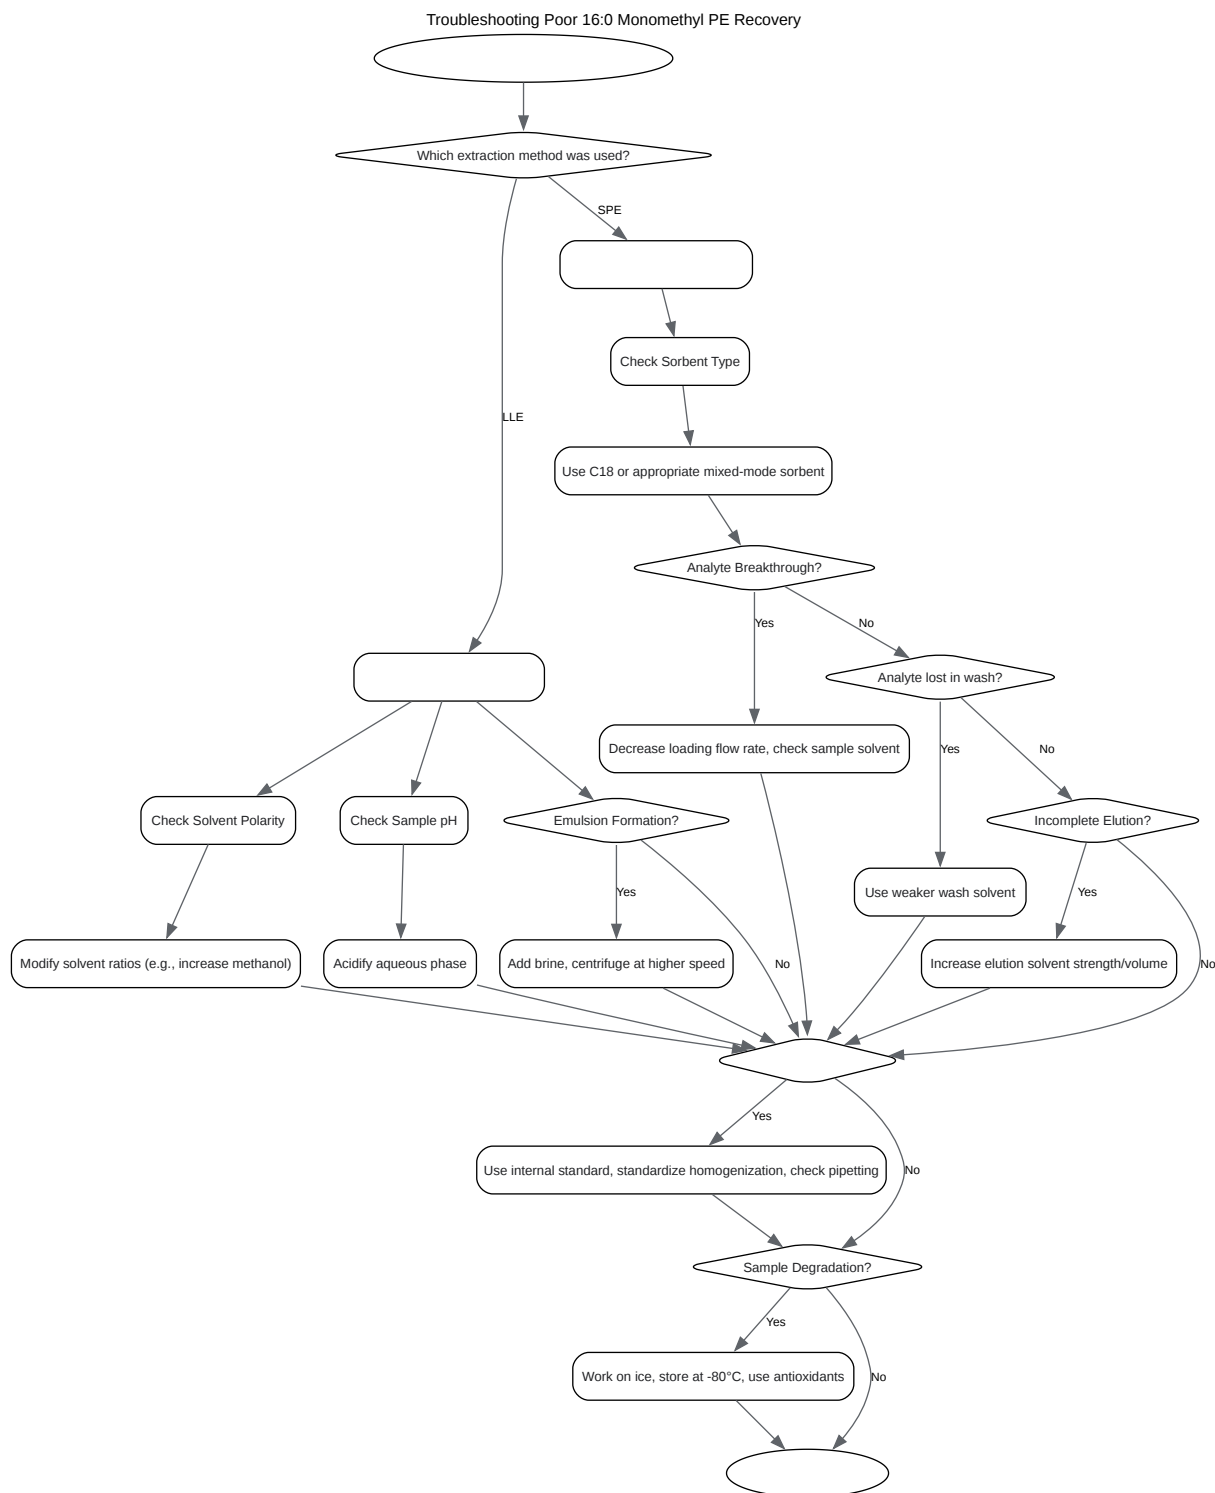 Troubleshooting Poor 16:0 Monomethyl PE Recovery
Which extraction method was used?
SPE
Check Sorbent Type
LLE
Use C18 or appropriate mixed-mode sorbent
Analyte Breakthrough?
Yes
No
Analyte lost in wash?
Decrease loading flow rate, check sample solvent
Yes
No
Check Solvent Polarity
Check Sample pH
Emulsion Formation?
Incomplete Elution?
Yes
Use weaker wash solvent
Yes
Modify solvent ratios (e.g., increase methanol)
Acidify aqueous phase
Add brine, centrifuge at higher speed
No
Increase elution solvent strength/volume
No
Yes
Use internal standard, standardize homogenization, check pipetting
No
Sample Degradation?
Yes
Work on ice, store at -80°C, use antioxidants
No